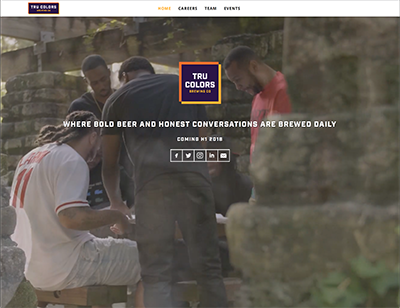 TRU COLORS
BREWING CO
HOME CAREERS TEAM EVENTS
TRU
COLORS
BREWING CO
WHERE BOLD BEER AND HONEST CONVERSATIONS ARE BREWED DAILY
COMING H1 2018
f in
11